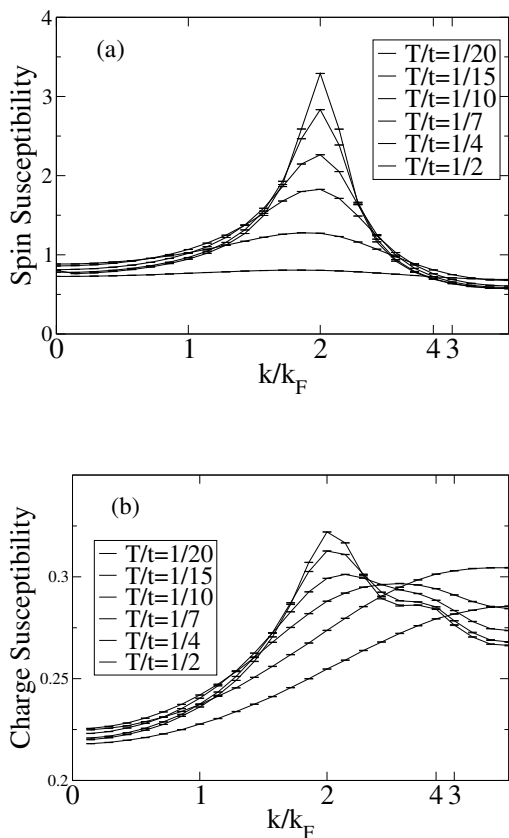 4
(a)
T/t=1/20
T/t=1/15
T/t=1/10
T/t=1/7
T/t=1/4
T/t=1/2
3
2
1
0
Spin Susceptibility
0 1 2 4 3
k/kF
(b)
T/t=1/20
T/t=1/15
T/t=1/10
T/t=1/7
T/t=1/4
T/t=1/2
0.3
0.25
0.2
Charge Susceptibility
0 1 2 4 3
k/kF